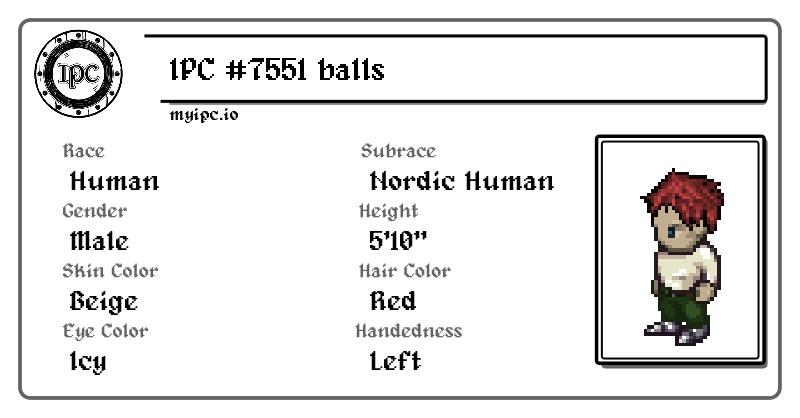 IPC
IPC #7551 balls
myipc.io
Race
Human
Subrace
Nordic Human
Gender
Male
Height
5'10"
Skin Color
Beige
Hair Color
Red
Eye Color
Icy
Handedness
Left